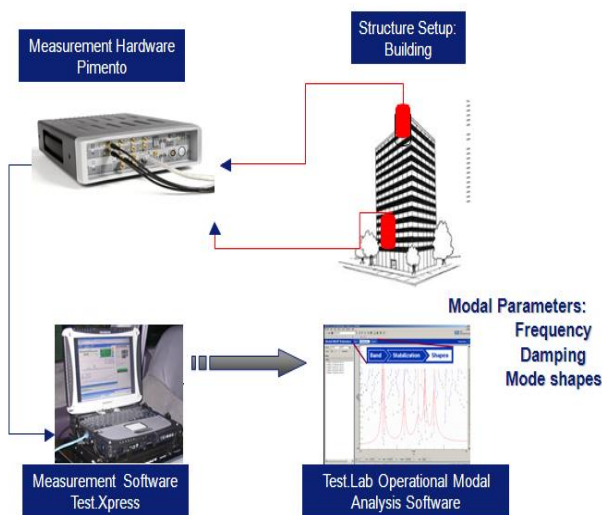 Measurement Hardware
Pimento
Structure Setup:
Building
Modal Parameters:
Frequency
Damping
Mode shapes
Band
Stabilization
Shapes
Measurement Software
Test.Xpress
Test.Lab Operational Modal
Analysis Software